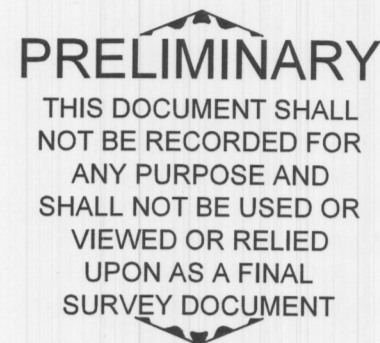 PRELIMINARY
THIS DOCUMENT SHALL
NOT BE RECORDED FOR
ANY PURPOSE AND
SHALL NOT BE USED OR
VIEWED OR RELIED
UPON AS A FINAL
SURVEY DOCUMENT